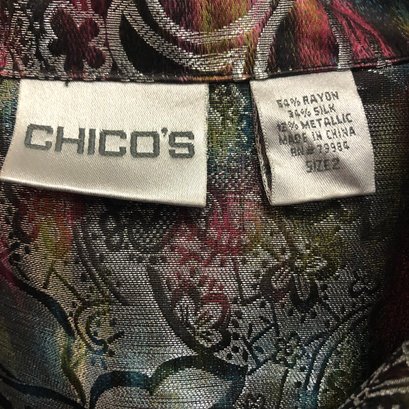 CHICO'S
54% RAYON
34% SILK
12% METALLIC
MADE IN CHINA
RN# 79984
SIZE 2